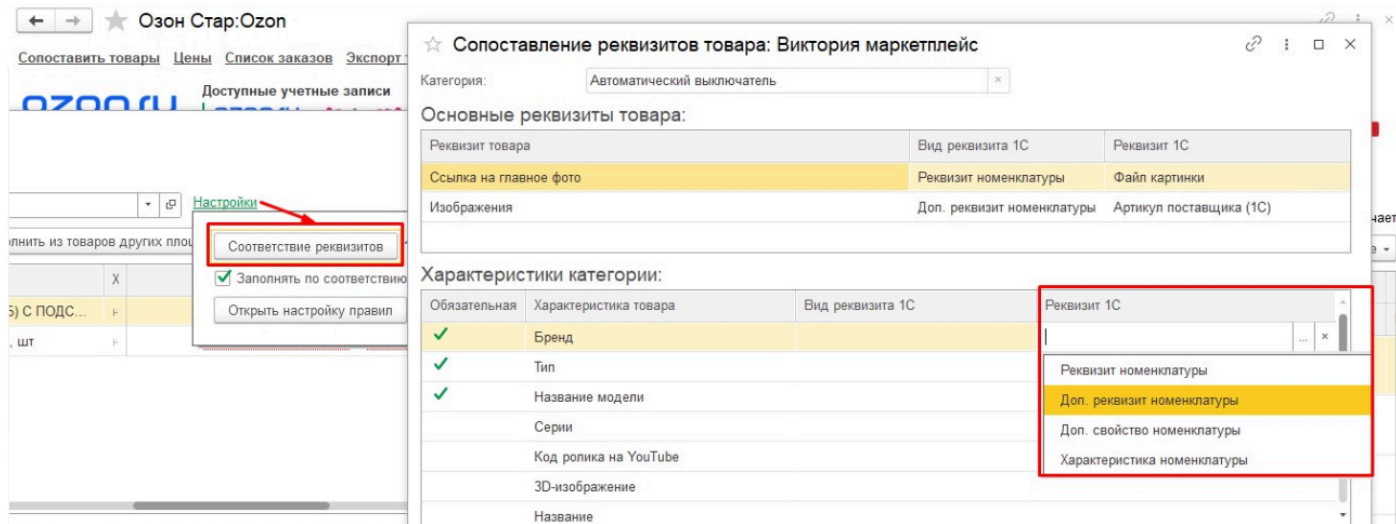 Озон Стар:Ozon
Сопоставить товары Цены Список заказов Экспорт
Доступные учетные записи
Настройки
Соответствие реквизитов
Заполнять по соответствию
Открыть настройку правил
Х
С ПОДС...
н
, шт
н
Сопоставление реквизитов товара: Виктория маркетплейс
Категория: Автоматический выключатель
Основные реквизиты товара:
Реквизит товара Вид реквизита 1С Реквизит 1С
Ссылка на главное фото Реквизит номенклатуры Файл картинки
Изображения Доп. реквизит номенклатуры Артикул поставщика (1С)
Характеристики категории:
Обязательная Характеристика товара Вид реквизита 1С Реквизит 1С
Бренд
Тип
Название модели
Серии
Код ролика на YouTube
3D-изображение
Название
Реквизит номенклатуры
Доп. реквизит номенклатуры
Доп. свойство номенклатуры
Характеристика номенклатуры